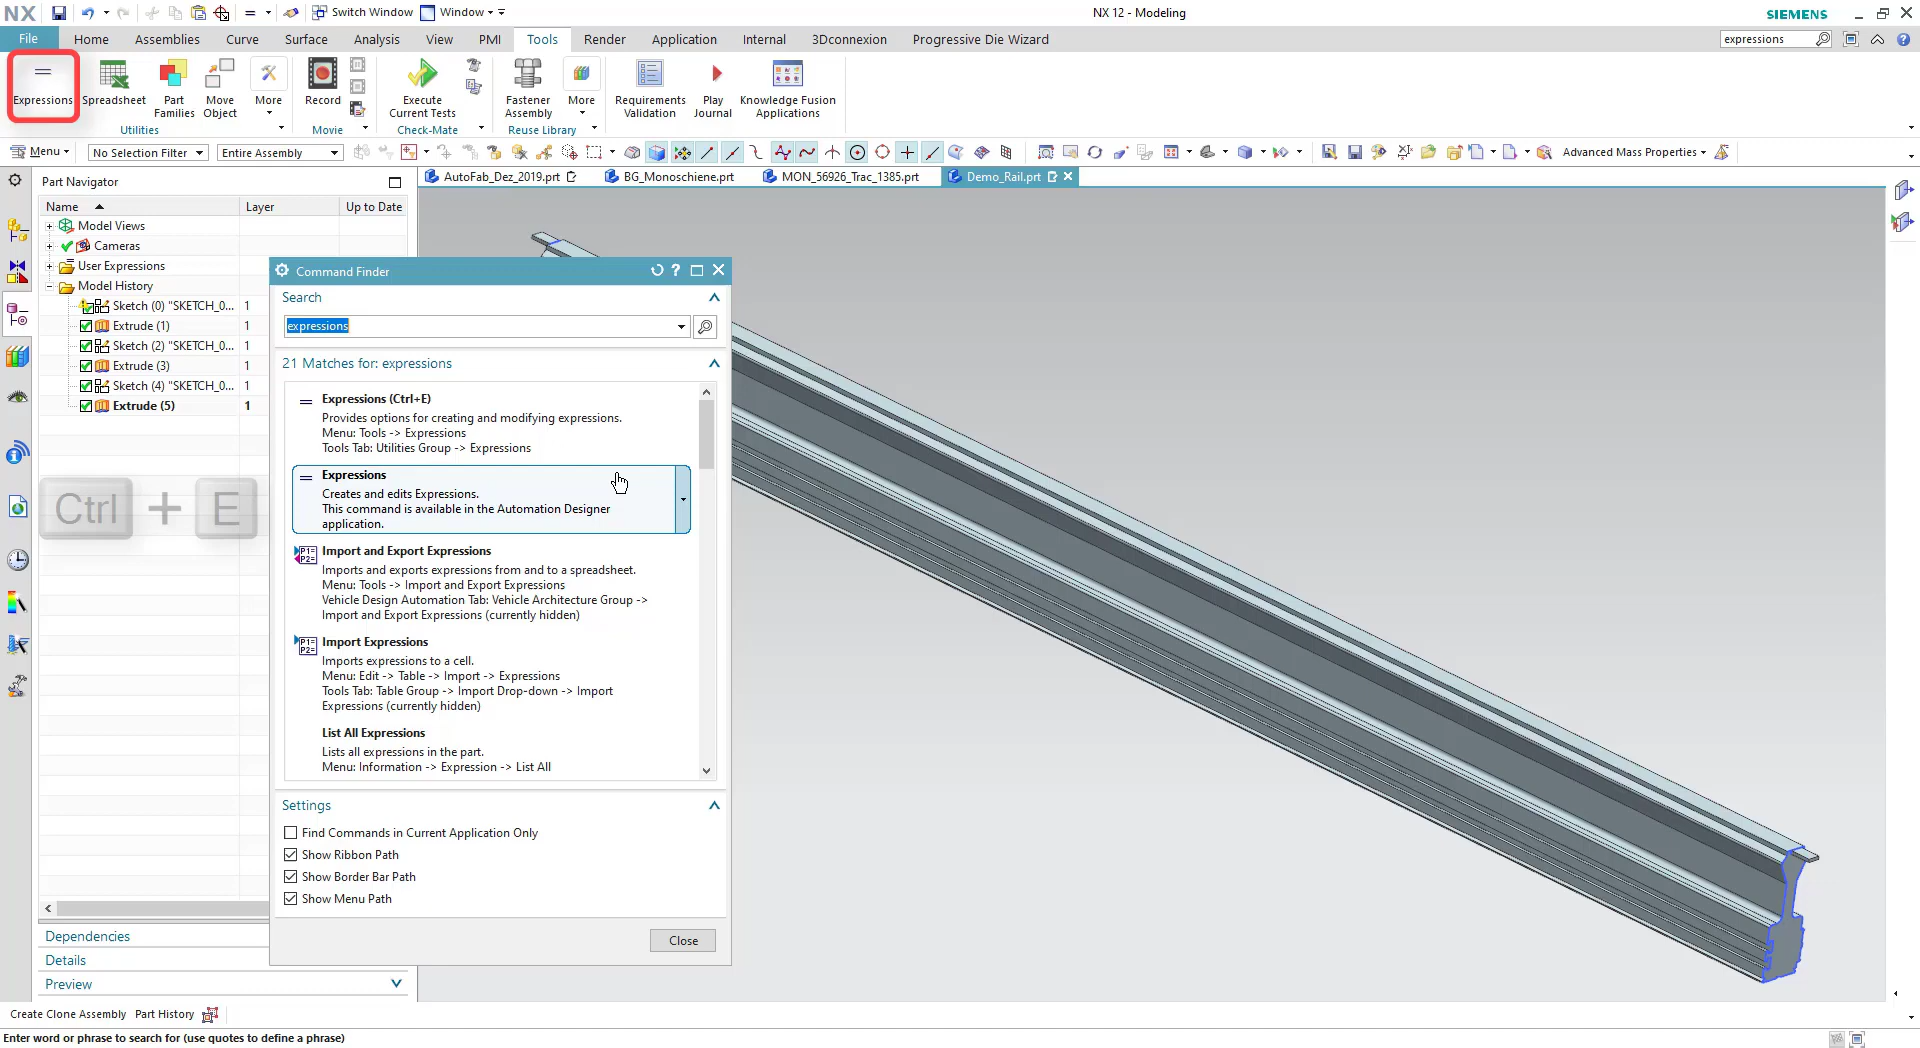 NX
Switch Window
Window
NX 12 - Modeling
SIEMENS
File
Home
Assemblies
Curve
Surface
Analysis
View
PMI
Tools
Render
Application
Internal
3Dconnexion
Progressive Die Wizard
expressions
Expressions
Spreadsheet
Part
Families
Move
Object
More
Record
Execute
Current Tests
Fastener
Assembly
More
Requirements
Validation
Play
Journal
Knowledge Fusion
Applications
Utilities
Movie
Check-Mate
Reuse Library
Menu
No Selection Filter
Entire Assembly
Advanced Mass Properties
Part Navigator
AutoFab_Dez_2019.prt
BG_Monoschiene.prt
MON_56926_Trac_1385.prt
Demo_Rail.prt
Name
Layer
Up to Date
Model Views
Cameras
User Expressions
Model History
Sketch (0) "SKETCH_0...
1
Extrude (1)
1
Sketch (2) "SKETCH_0...
1
Extrude (3)
1
Sketch (4) "SKETCH_0...
1
Extrude (5)
1
Ctrl + E
Command Finder
Search
expressions
21 Matches for: expressions
Expressions (Ctrl+E)
Provides options for creating and modifying expressions.
Menu: Tools -> Expressions
Tools Tab: Utilities Group -> Expressions
Expressions
Creates and edits Expressions.
This command is available in the Automation Designer
application.
P1=
P2=
Import and Export Expressions
Imports and exports expressions from and to a spreadsheet.
Menu: Tools -> Import and Export Expressions
Vehicle Design Automation Tab: Vehicle Architecture Group ->
Import and Export Expressions (currently hidden)
P1=
P2=
Import Expressions
Imports expressions to a cell.
Menu: Edit -> Table -> Import -> Expressions
Tools Tab: Table Group -> Import Drop-down -> Import
Expressions (currently hidden)
List All Expressions
Lists all expressions in the part.
Menu: Information -> Expression -> List All
Settings
Find Commands in Current Application Only
Show Ribbon Path
Show Border Bar Path
Show Menu Path
Close
Dependencies
Details
Preview
Create Clone Assembly
Part History
Enter word or phrase to search for (use quotes to define a phrase)